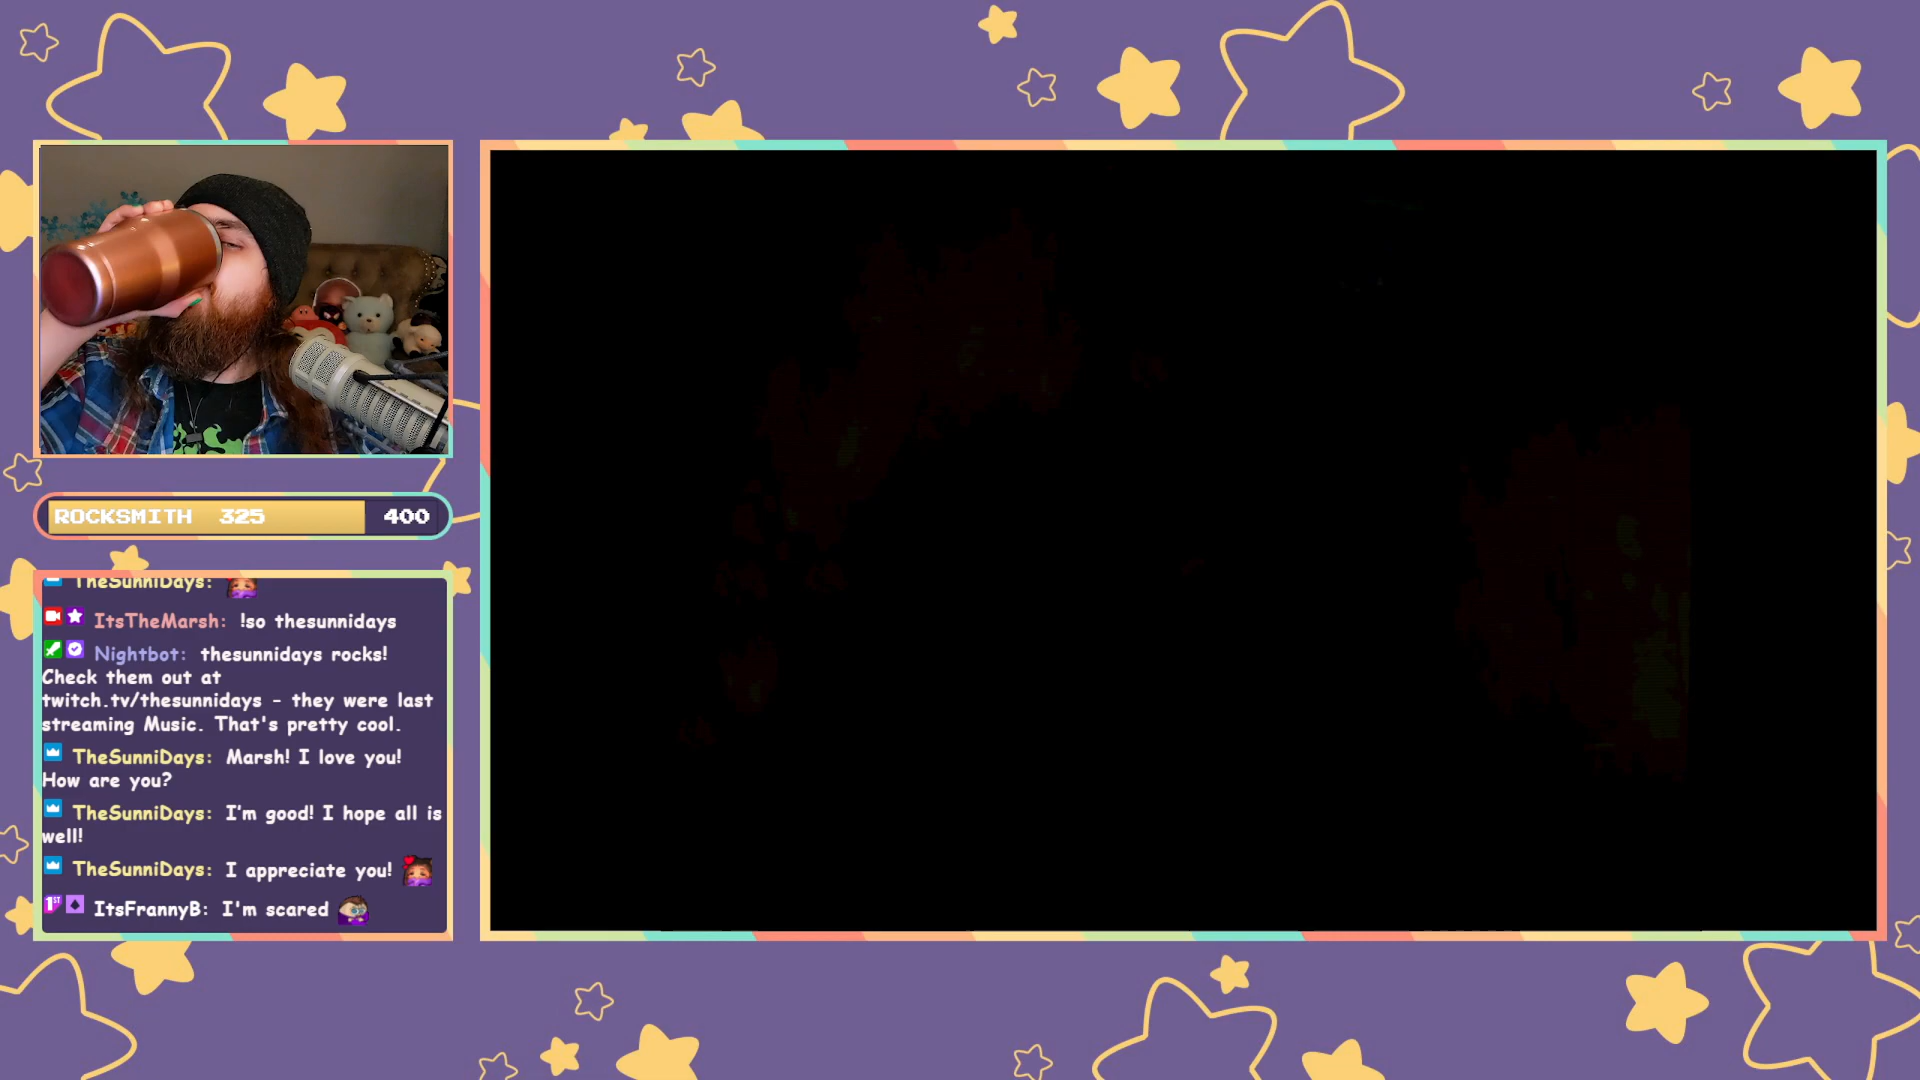 ROCKSMITH 325 400
TheSunniDays:
ItsTheMarsh: !so thesunnidays
Nightbot: thesunnidays rocks!
Check them out at
twitch.tv/thesunnidays - they were last
streaming Music. That's pretty cool.
TheSunniDays: Marsh! I love you!
How are you?
TheSunniDays: I'm good! I hope all is
well!
TheSunniDays: I appreciate you!
1ST ItsFrannyB: I'm scared